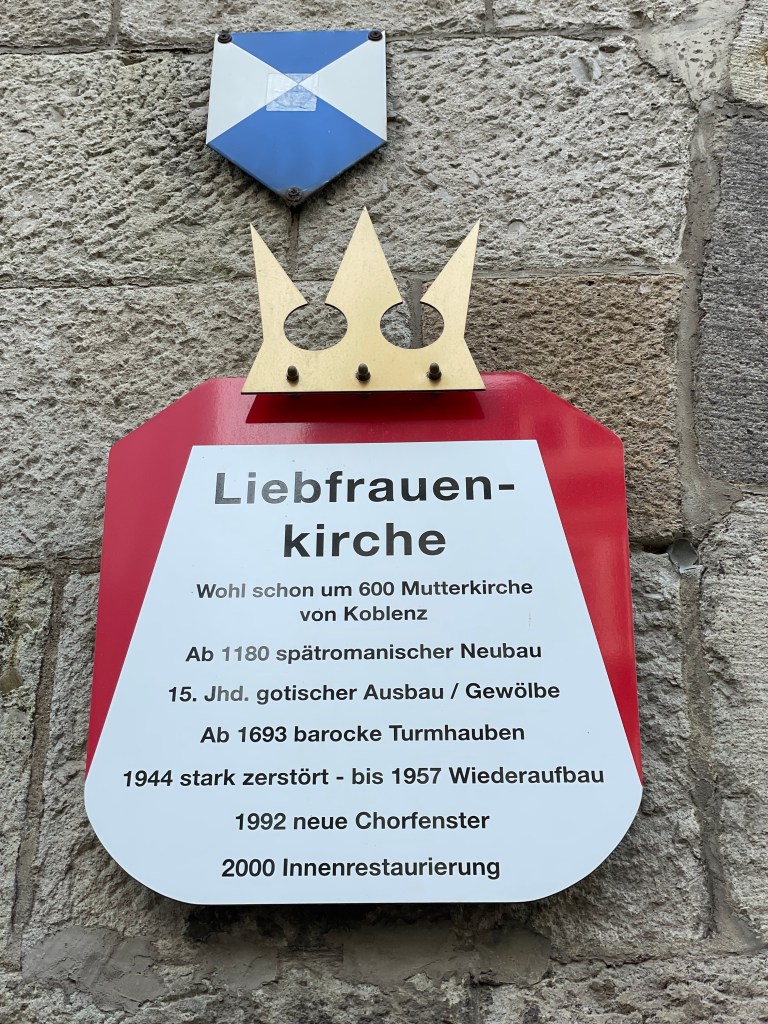 Liebfrauen-
kirche
Wohl schon um 600 Mutterkirche
von Koblenz
Ab 1180 spätromanischer Neubau
15. Jhd. gotischer Ausbau / Gewölbe
Ab 1693 barocke Turmhauben
1944 stark zerstört - bis 1957 Wiederaufbau
1992 neue Chorfenster
2000 Innenrestaurierung